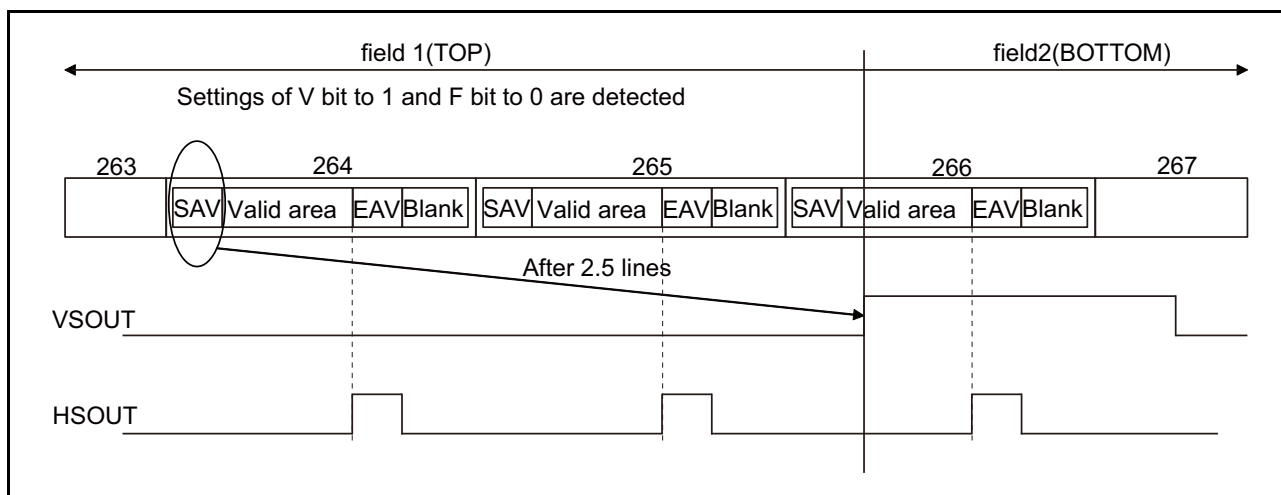 field 1(TOP) field2(BOTTOM)
Settings of V bit to 1 and F bit to 0 are detected
263 264 265 266 267
SAV Valid area EAV Blank SAV Valid area EAV Blank SAV Valid area EAV Blank
After 2.5 lines
VSOUT
HSOUT